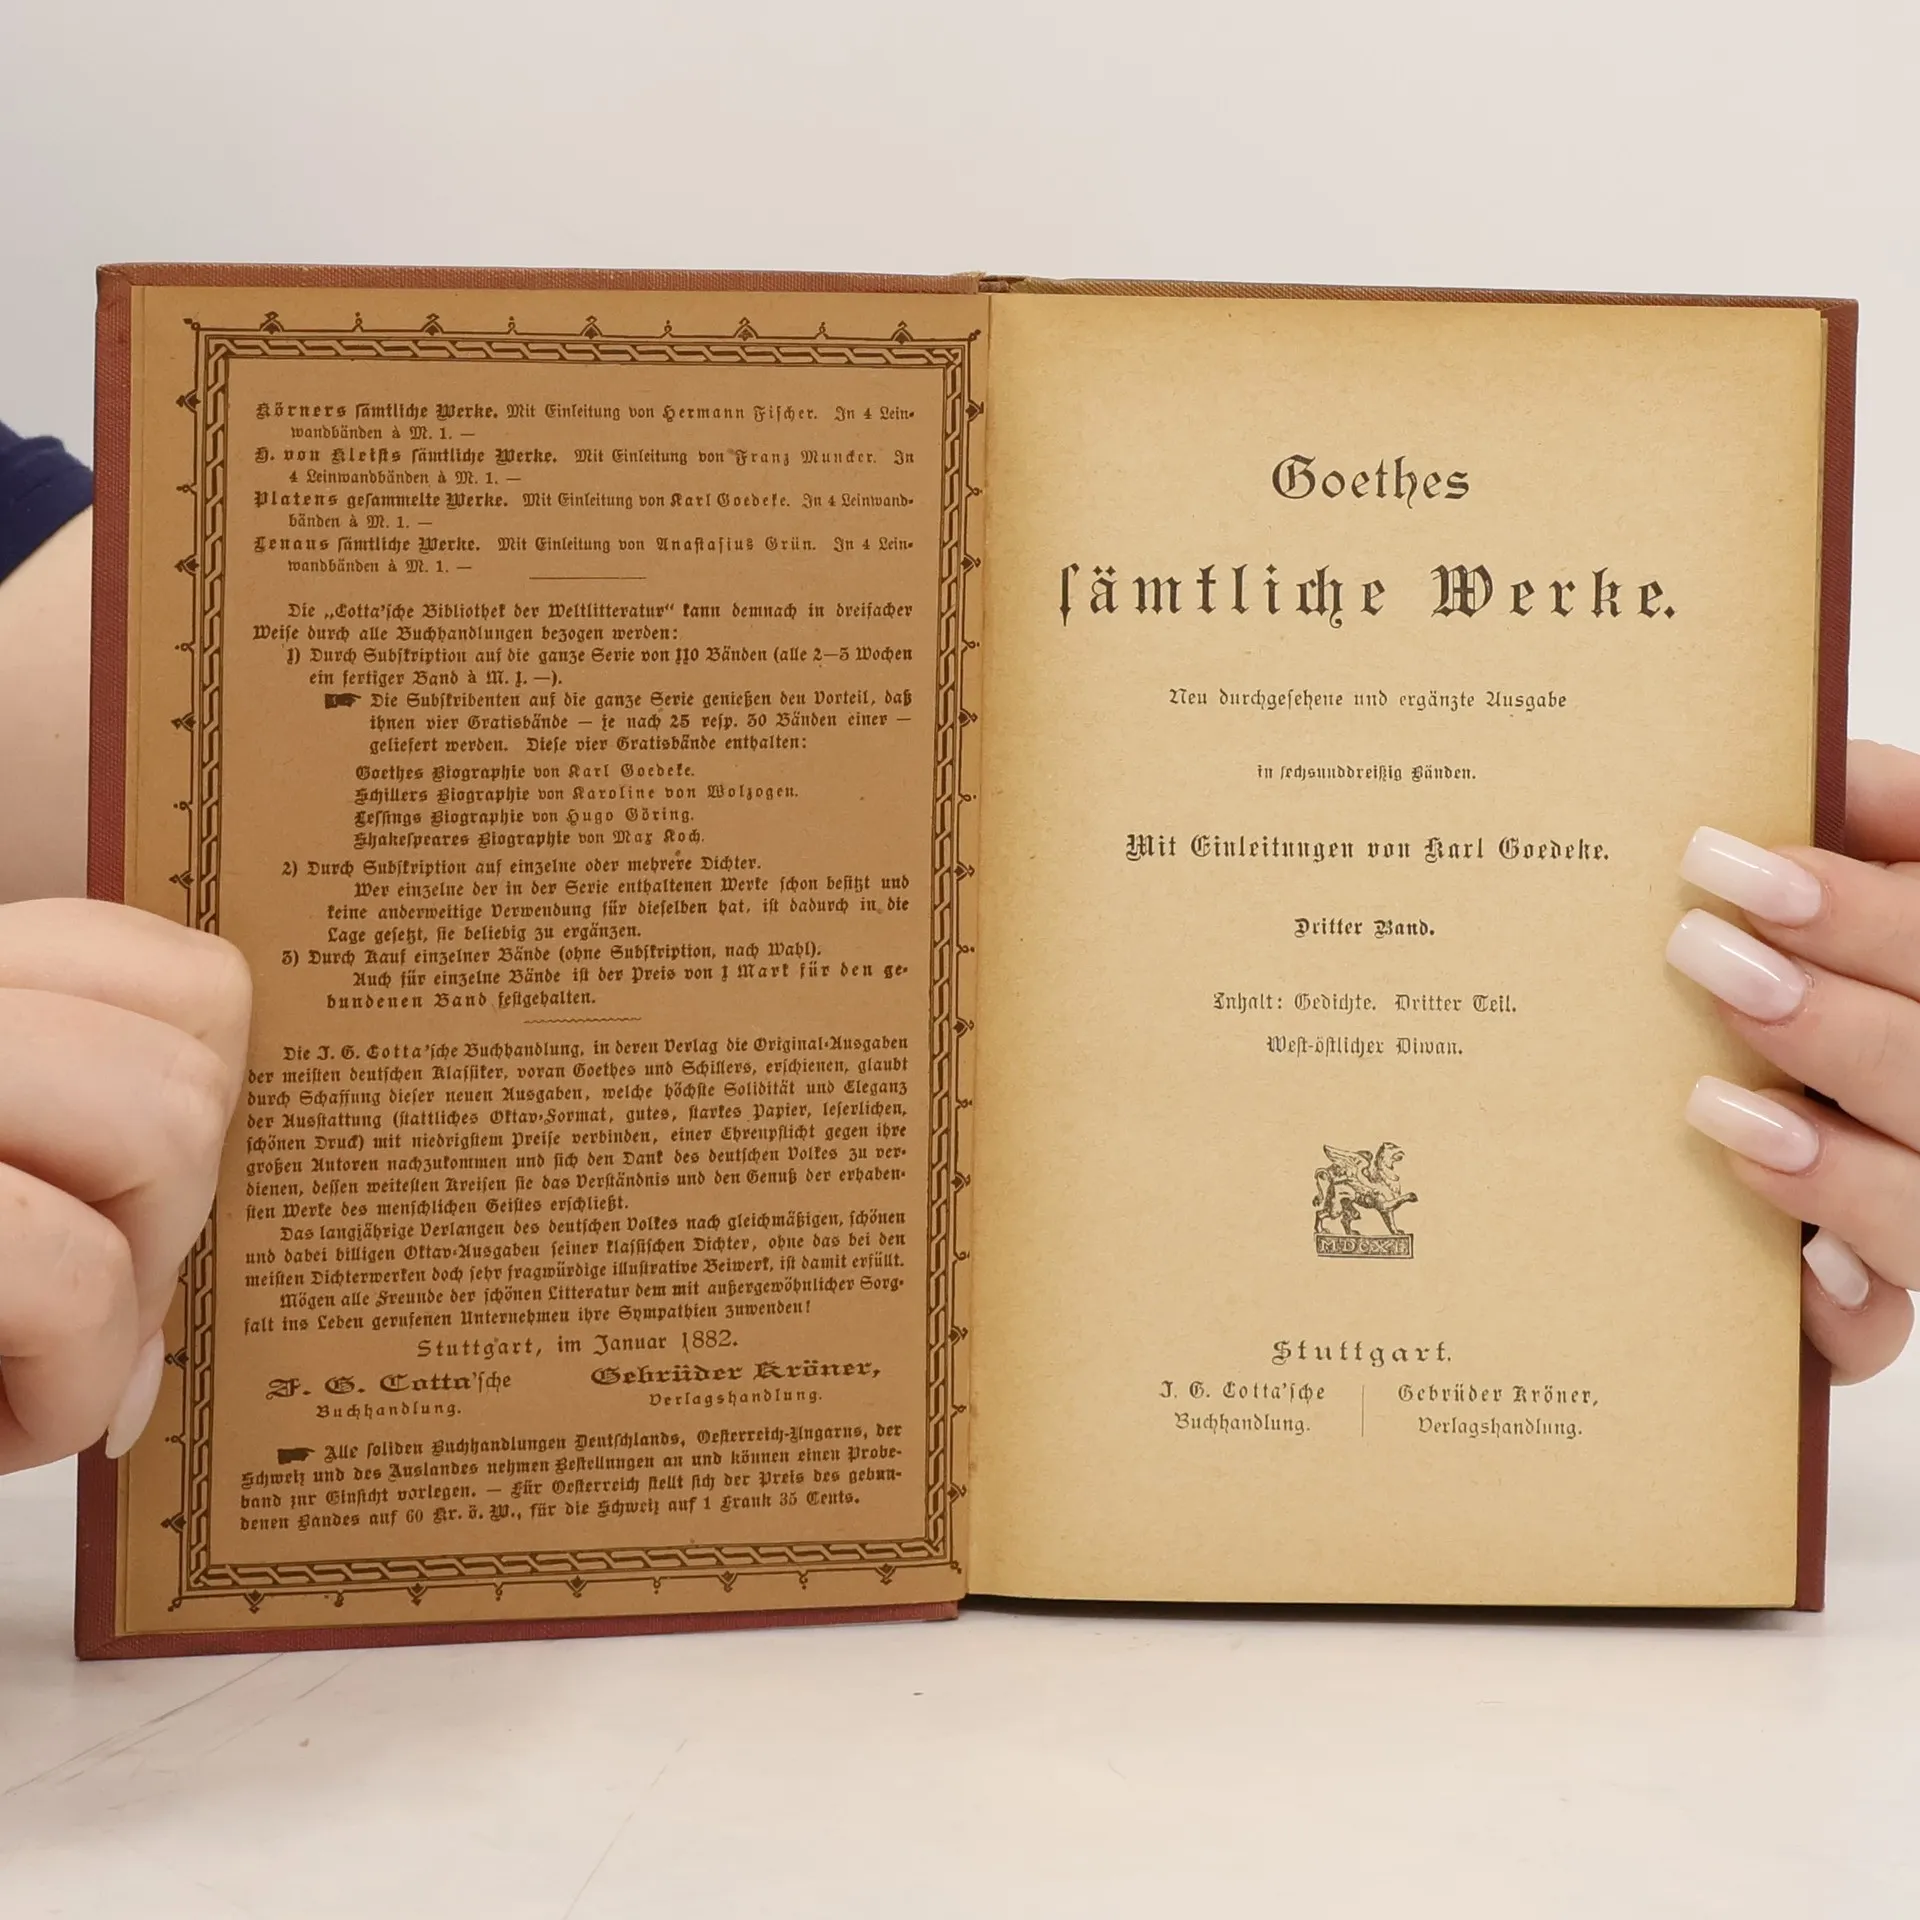 Körners ſämtliche Werke. Mit Einleitung von Hermann Fiſcher. In 4 Lein-
wandbänden à M. 1. —
H. von Kleiſts ſämtliche Werke. Mit Einleitung von Franz Muncker. In
4 Leinwandbänden à M. 1. —
Platens geſammelte Werke. Mit Einleitung von Karl Goedeke. In 4 Leinwand-
bänden à M. 1. —
Lenaus ſämtliche Werke. Mit Einleitung von Anaſtaſius Grün. In 4 Lein-
wandbänden à M. 1. —
Die „Cotta'ſche Bibliothek der Weltlitteratur“ kann demnach in dreifacher
Weiſe durch alle Buchhandlungen bezogen werden:
1) Durch Subſkription auf die ganze Serie von 110 Bänden (alle 2—3 Wochen
ein fertiger Band à M. 1. —).
Die Subſkribenten auf die ganze Serie genießen den Vorteil, daß
ihnen vier Gratisbände — je nach 25 reſp. 30 Bänden einer —
geliefert werden. Dieſe vier Gratisbände enthalten:
Goethes Biographie von Karl Goedeke.
Schillers Biographie von Karoline von Wolzogen.
Leſſings Biographie von Hugo Göring.
Shakeſpeares Biographie von Max Koch.
2) Durch Subſkription auf einzelne oder mehrere Dichter.
Wer einzelne der in der Serie enthaltenen Werke ſchon beſitzt und
keine anderweitige Verwendung für dieſelben hat, iſt dadurch in die
Lage geſetzt, ſie beliebig zu ergänzen.
3) Durch Kauf einzelner Bände (ohne Subſkription, nach Wahl).
Auch für einzelne Bände iſt der Preis von 1 Mark für den ge-
bundenen Band feſtgehalten.
Die J. G. Cotta'ſche Buchhandlung, in deren Verlag die Original-Ausgaben
der meiſten deutſchen Klaſſiker, voran Goethes und Schillers, erſchienen, glaubt
durch Schaffung dieſer neuen Ausgaben, welche höchſte Solidität und Eleganz
der Ausſtattung (ſtattliches Oktav-Format, gutes, ſtarkes Papier, leſerlichen,
ſchönen Druck) mit niedrigſtem Preiſe verbinden, einer Ehrenpflicht gegen ihre
großen Autoren nachzukommen und ſich den Dank des deutſchen Volkes zu ver-
dienen, deſſen weiteſten Kreiſen ſie das Verſtändnis und den Genuß der erhaben-
ſten Werke des menſchlichen Geiſtes erſchließt.
Das langjährige Verlangen des deutſchen Volkes nach gleichmäßigen, ſchönen
und dabei billigen Oktav-Ausgaben ſeiner klaſſiſchen Dichter, ohne das bei den
meiſten Dichterwerken doch ſehr fragwürdige illuſtrative Beiwerk, iſt damit erfüllt.
Mögen alle Freunde der ſchönen Litteratur dem mit außergewöhnlicher Sorg-
falt ins Leben gerufenen Unternehmen ihre Sympathien zuwenden!
Stuttgart, im Januar 1882.
J. G. Cotta'ſche
Buchhandlung.
Gebrüder Kröner,
Verlagshandlung.
Alle ſoliden Buchhandlungen Deutſchlands, Oeſterreich-Ungarns, der
Schweiz und des Auslandes nehmen Beſtellungen an und können einen Probe-
band zur Einſicht vorlegen. — Für Oeſterreich ſtellt ſich der Preis des gebun-
denen Bandes auf 60 Kr. ö. W., für die Schweiz auf 1 Frank 35 Cents.
Goethes
ſämtliche Werke.
Neu durchgeſehene und ergänzte Ausgabe
in ſechsunddreißig Bänden.
Mit Einleitungen von Karl Goedeke.
Dritter Band.
Inhalt: Gedichte. Dritter Teil.
Weſt-öſtlicher Diwan.
Stuttgart.
J. G. Cotta'ſche
Buchhandlung.
Gebrüder Kröner,
Verlagshandlung.